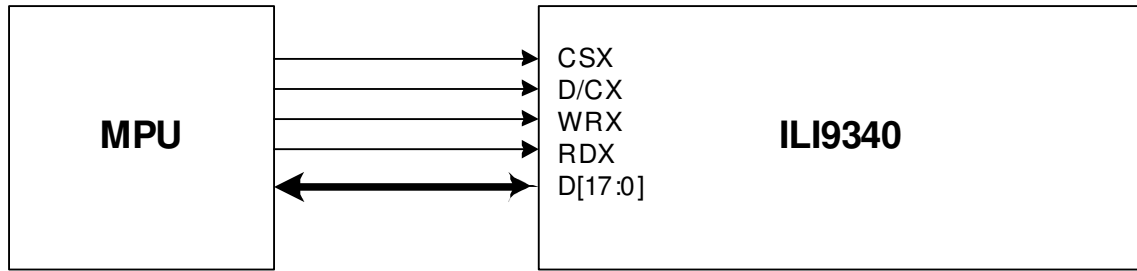 MPU
CSX
D/CX
WRX
RDX
D[17:0]
ILI9340